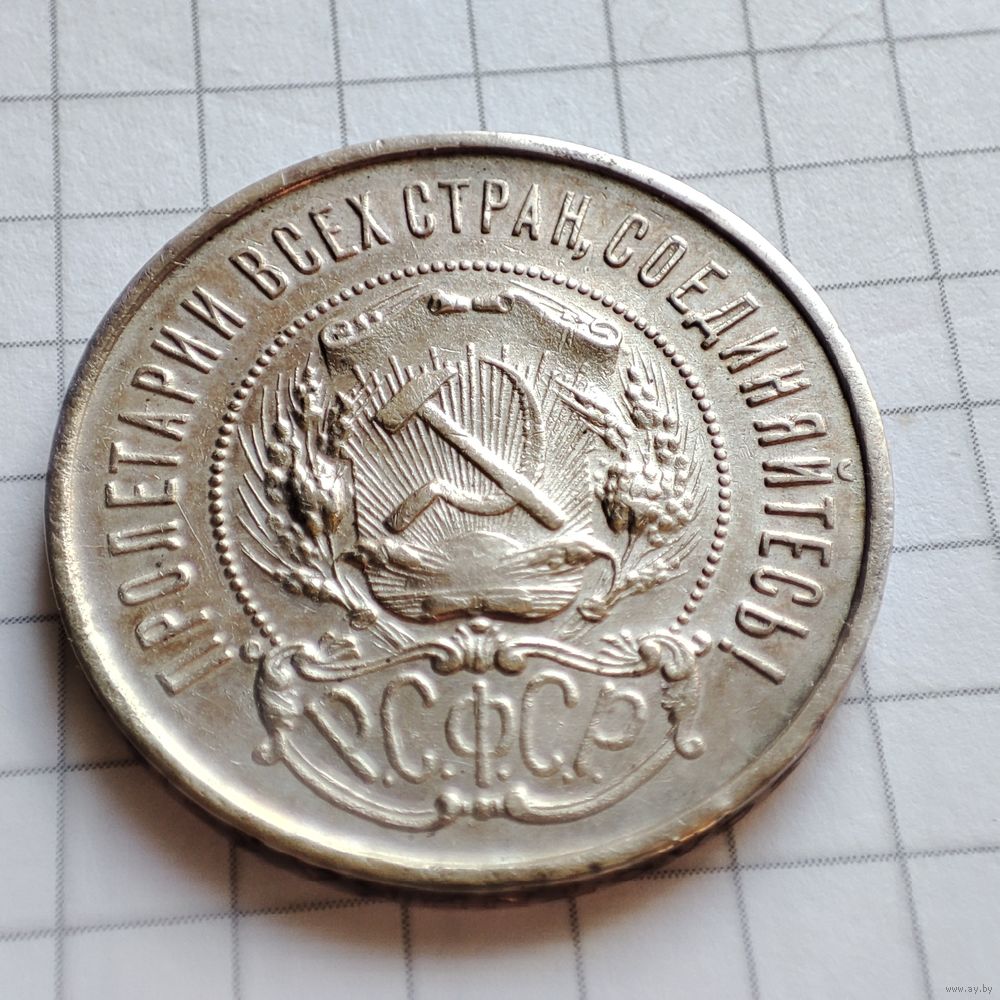 ПРОЛЕТАРИИ ВСЕХ СТРАН, СОЕДИНЯЙТЕСЬ!
Р.С.Ф.С.Р.
www.ay.by